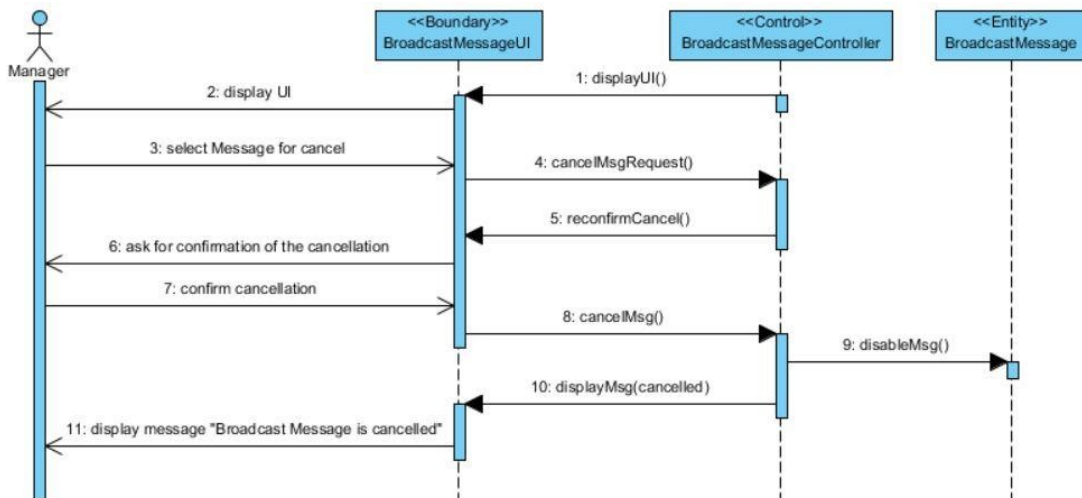 <<Boundary>>
BroadcastMessageUI
<<Control>>
BroadcastMessageController
<<Entity>>
BroadcastMessage
Manager
1: displayUI()
2: display UI
3: select Message for cancel
4: cancelMsgRequest()
5: reconfirmCancel()
6: ask for confirmation of the cancellation
7: confirm cancellation
8: cancelMsg()
9: disableMsg()
10: displayMsg(cancelled)
11: display message "Broadcast Message is cancelled"